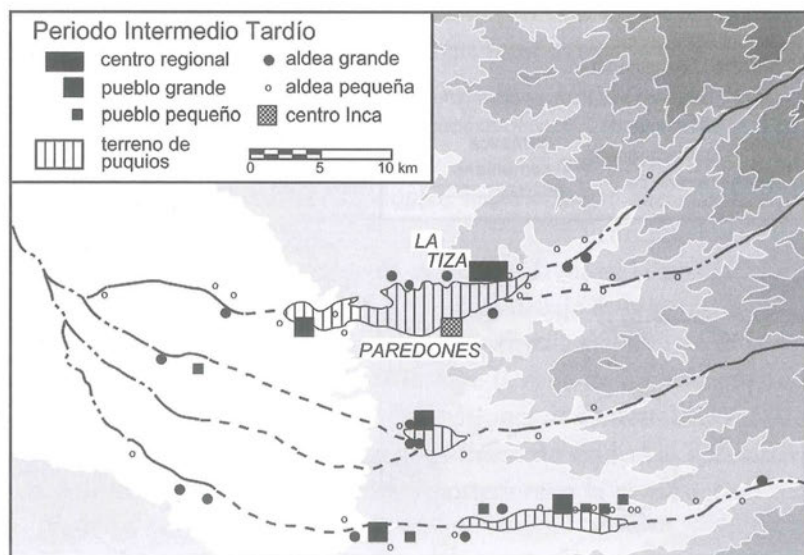 Periodo Intermedio Tardío
centro regional
pueblo grande
pueblo pequeño
terreno de
puquios
aldea grande
aldea pequeña
centro Inca
0 5 10 km
LA
TIZA
PAREDONES